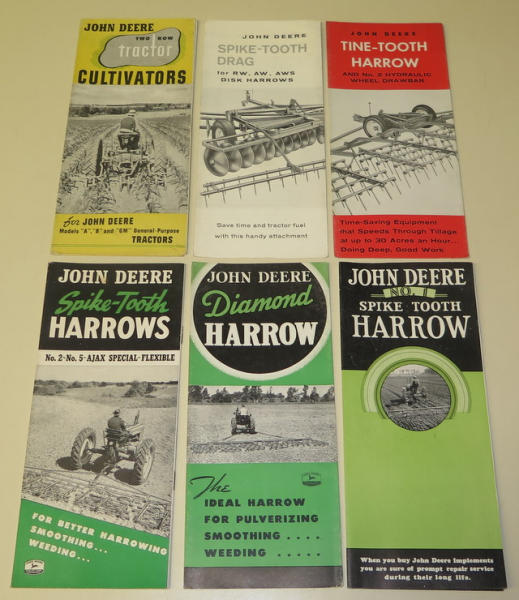 JOHN DEERE
TWO ROW
tractor
CULTIVATORS
for JOHN DEERE
Models "A", "B" and "GM" General-Purpose
TRACTORS
JOHN DEERE
SPIKE-TOOTH
DRAG
for RW, AW, AWS
DISK HARROWS
Save time and tractor fuel
with this handy attachment
JOHN DEERE
TINE-TOOTH
HARROW
AND No. 2 HYDRAULIC
WHEEL DRAWBAR
Time-Saving Equipment
that Speeds Through Tillage
at up to 30 Acres an Hour...
Doing Deep, Good Work
JOHN DEERE
Spike-Tooth
HARROWS
No. 2-No. 5-AJAX SPECIAL-FLEXIBLE
FOR BETTER HARROWING
SMOOTHING...
WEEDING...
JOHN DEERE
Diamond
HARROW
The
IDEAL HARROW
FOR PULVERIZING
SMOOTHING ....
WEEDING .....
JOHN DEERE
NO. 1
SPIKE TOOTH
HARROW
When you buy John Deere implements
you are sure of prompt repair service
during their long life.